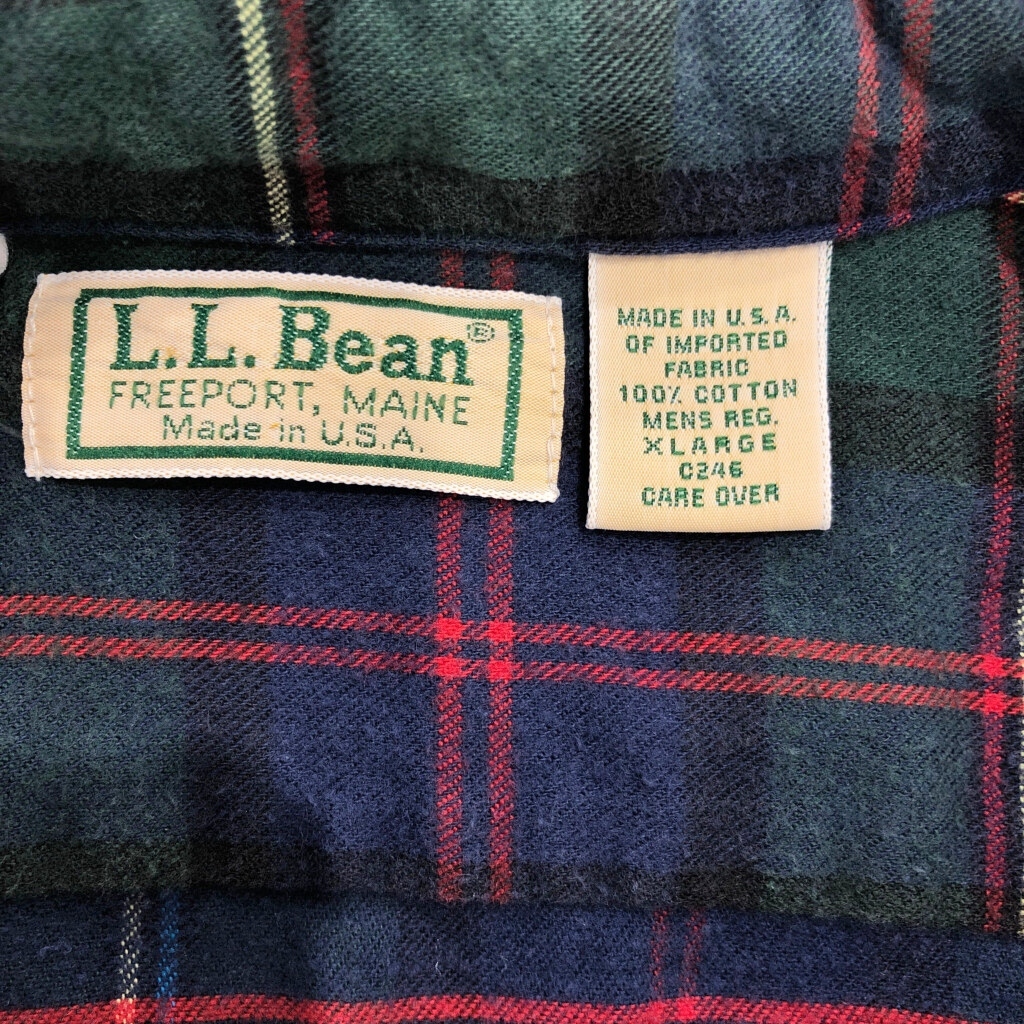 L.L. Bean®
FREEPORT, MAINE
Made in U.S.A.
MADE IN U.S.A.
OF IMPORTED
FABRIC
100% COTTON
MENS REG.
XLARGE
C246
CARE OVER